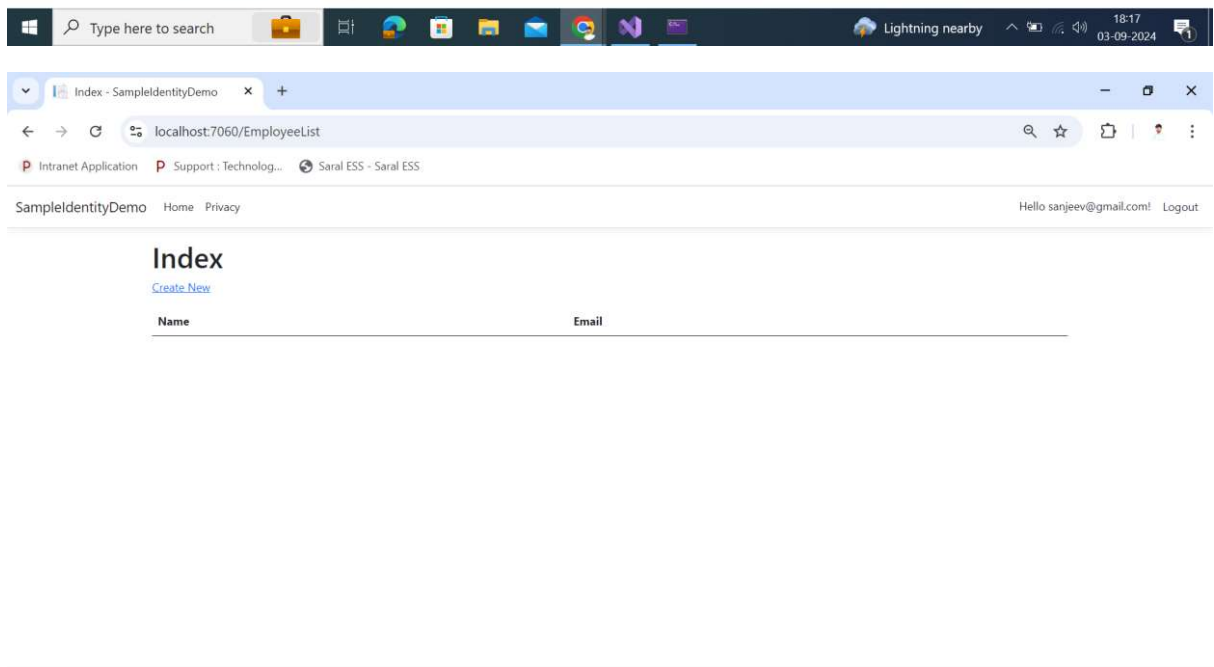 Type here to search
Lightning nearby
18:17
03-09-2024
1
Index - SampleIdentityDemo
localhost:7060/EmployeeList
P Intranet Application P Support : Technolog... Saral ESS - Saral ESS
SampleIdentityDemo Home Privacy Hello sanjeev@gmail.com! Logout
Index
Create New
Name Email